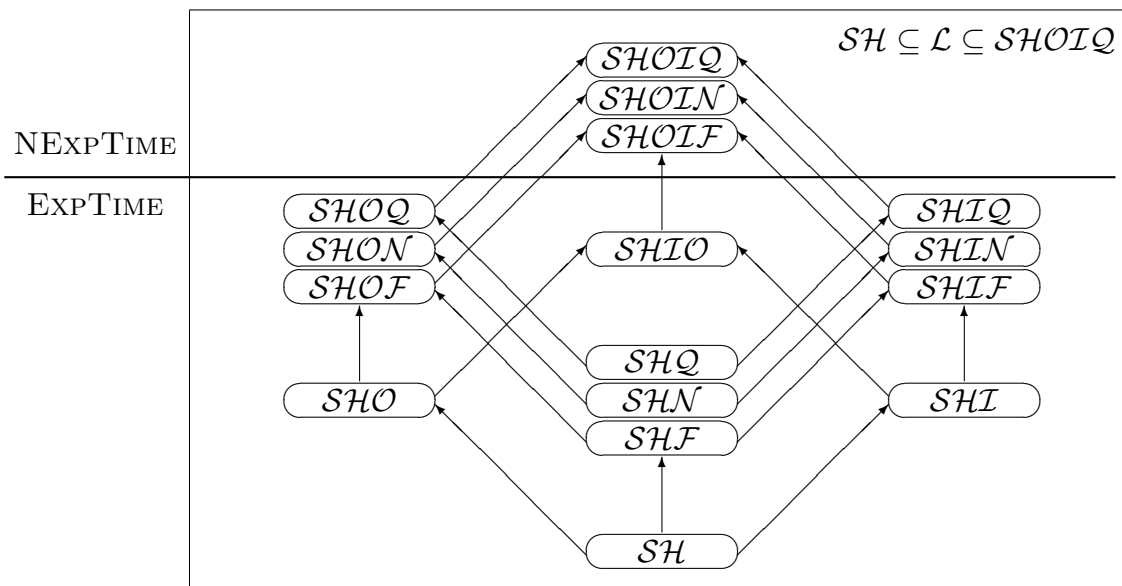 𝒮ℋ ⊆ ℒ ⊆ 𝒮ℋ𝒪ℐ𝒬
𝒮ℋ𝒪ℐ𝒬
𝒮ℋ𝒪ℐ𝒩
𝒮ℋ𝒪ℐℱ
NExpTime
ExpTime
𝒮ℋ𝒪𝒬
𝒮ℋℐ𝒬
𝒮ℋ𝒪𝒩
𝒮ℋℐ𝒪
𝒮ℋℐ𝒩
𝒮ℋ𝒪ℱ
𝒮ℋℐℱ
𝒮ℋ𝒬
𝒮ℋ𝒪
𝒮ℋ𝒩
𝒮ℋℐ
𝒮ℋℱ
𝒮ℋ